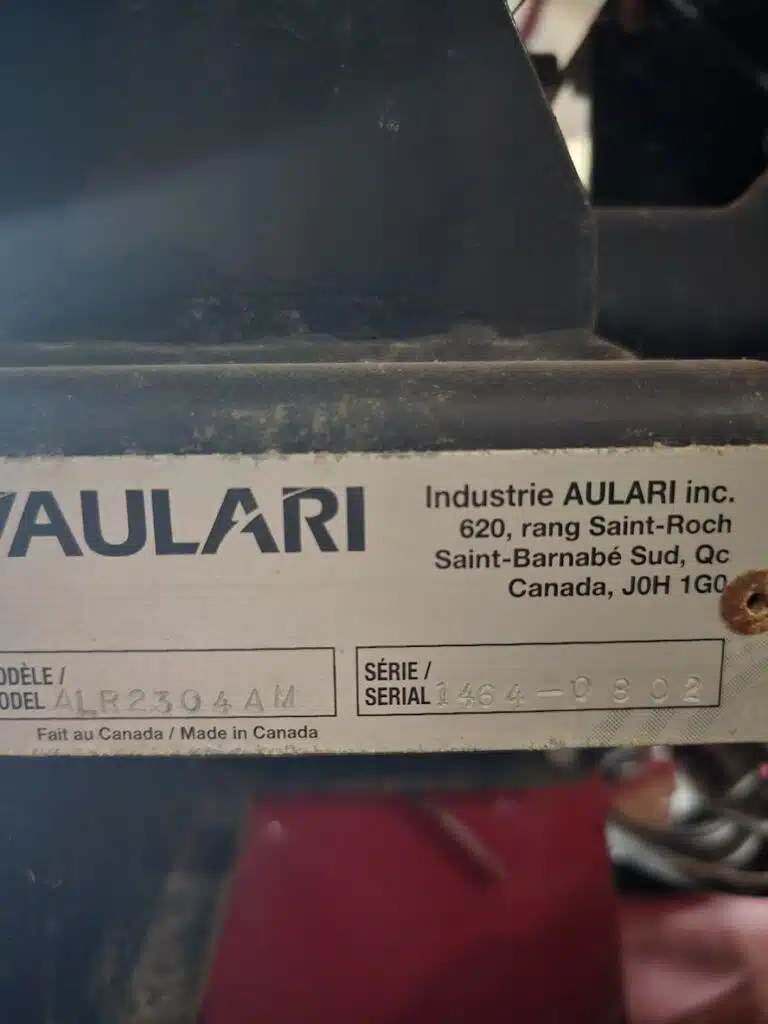 AULARI
Industrie AULARI inc.
620, rang Saint-Roch
Saint-Barnabé Sud, Qc
Canada, J0H 1G0
ODÈLE /
ODEL ALR2304AM
SÉRIE /
SERIAL 1464-0802
Fait au Canada / Made in Canada